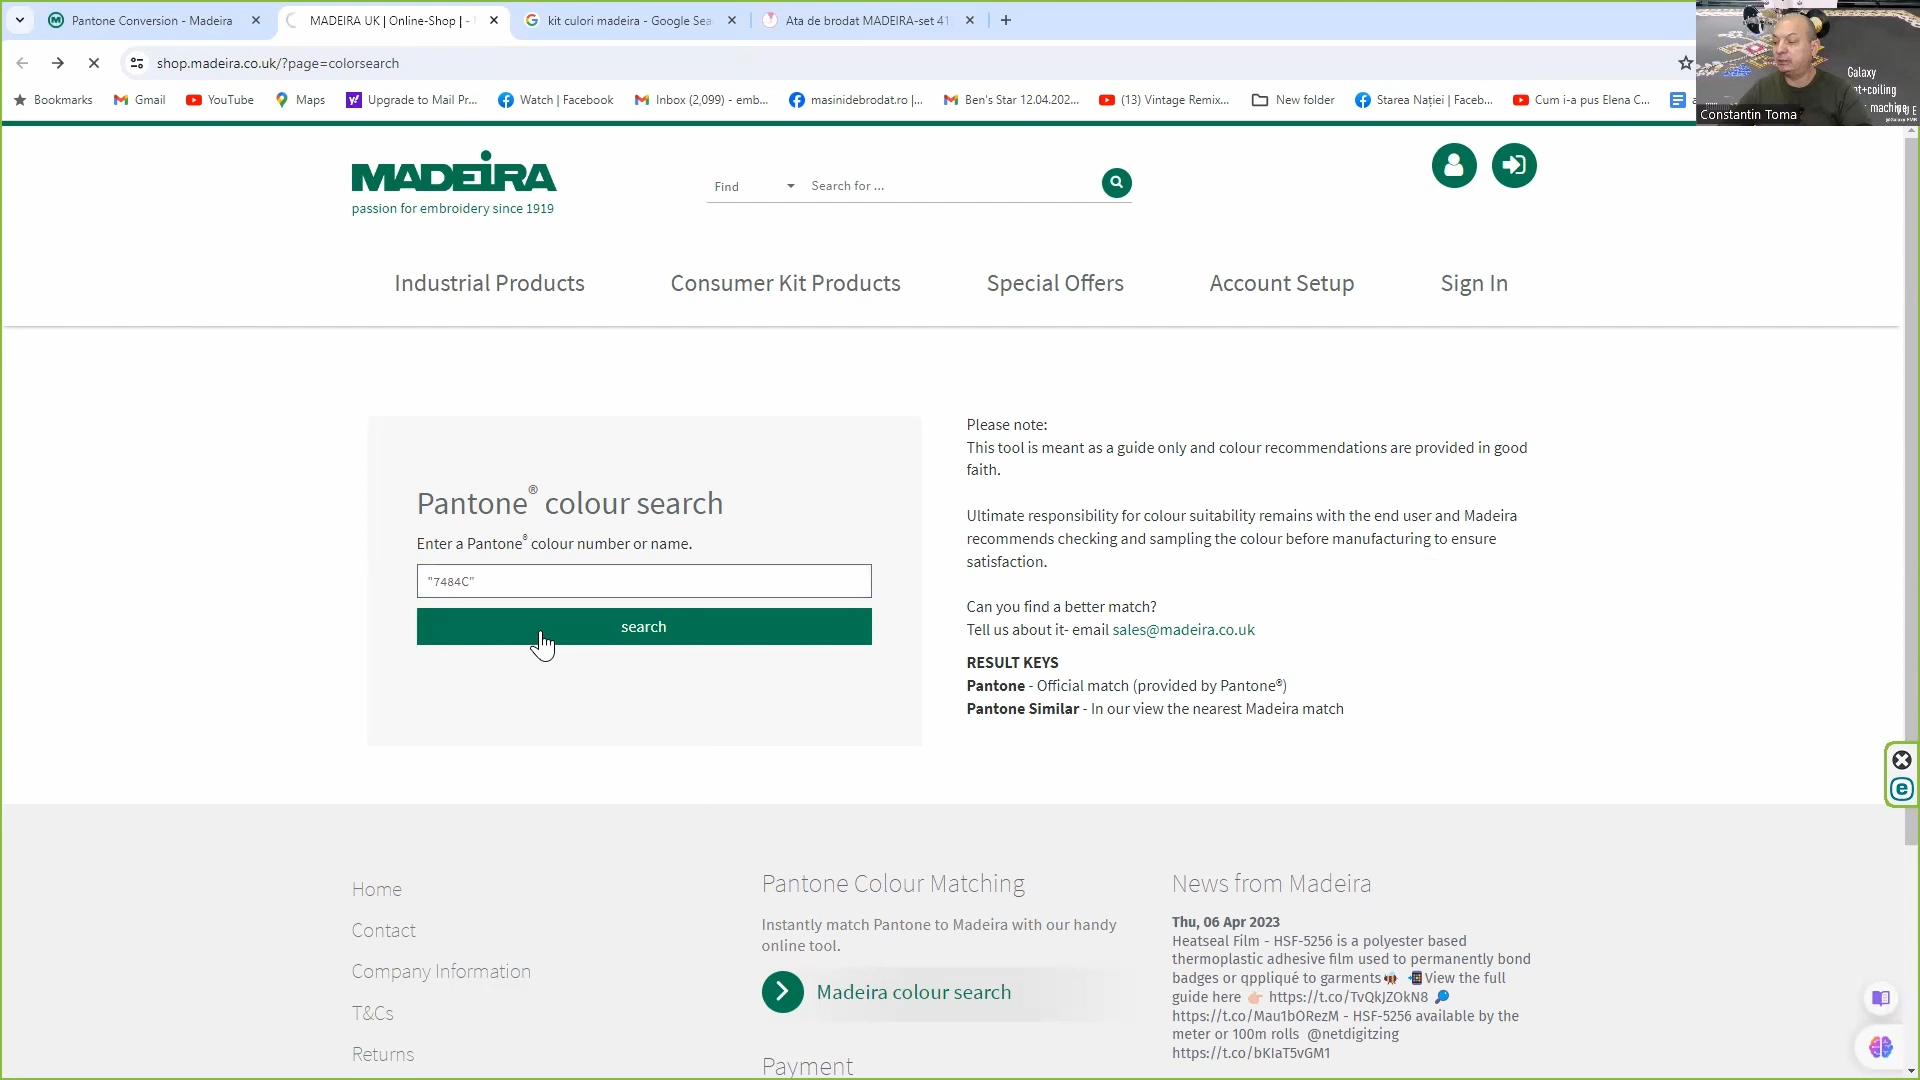 Pantone Conversion - Madeira
MADEIRA UK | Online-Shop | -
kit culori madeira - Google Sea
Ata de brodat MADEIRA-set 41
shop.madeira.co.uk/?page=colorsearch
Bookmarks
Gmail
YouTube
Maps
Upgrade to Mail Pr...
Watch | Facebook
Inbox (2,099) - emb...
masinidebrodat.ro |...
Ben's Star 12.04.202...
(13) Vintage Remix...
New folder
Starea Nației | Faceb...
Cum i-a pus Elena C...
Galaxy
t+coiling
machine
Constantin Toma
MADEIRA
passion for embroidery since 1919
Find
Search for ...
Industrial Products
Consumer Kit Products
Special Offers
Account Setup
Sign In
Pantone® colour search
Enter a Pantone® colour number or name.
"7484C"
search
Please note:
This tool is meant as a guide only and colour recommendations are provided in good
faith.
Ultimate responsibility for colour suitability remains with the end user and Madeira
recommends checking and sampling the colour before manufacturing to ensure
satisfaction.
Can you find a better match?
Tell us about it- email sales@madeira.co.uk
RESULT KEYS
Pantone - Official match (provided by Pantone®)
Pantone Similar - In our view the nearest Madeira match
Home
Contact
Company Information
T&Cs
Returns
Pantone Colour Matching
Instantly match Pantone to Madeira with our handy
online tool.
Madeira colour search
Payment
News from Madeira
Thu, 06 Apr 2023
Heatseal Film - HSF-5256 is a polyester based
thermoplastic adhesive film used to permanently bond
badges or qppliqué to garments🐝 📲View the full
guide here 👉🏻 https://t.co/TvQkJZOkN8 🔎
https://t.co/Mau1bORezM - HSF-5256 available by the
meter or 100m rolls @netdigitzing
https://t.co/bKIaT5vGM1